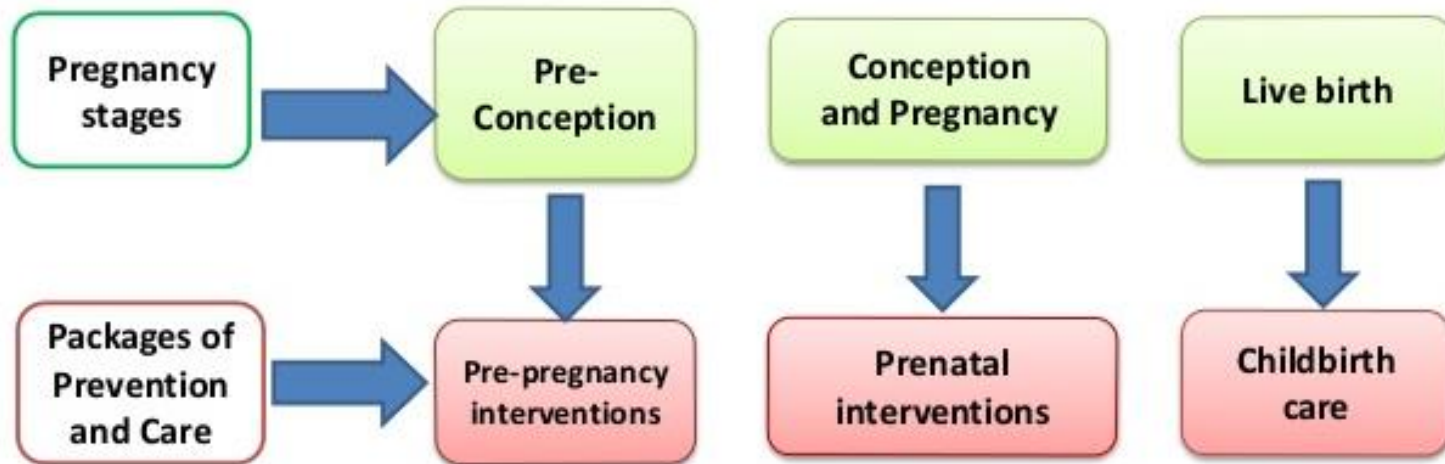 Pregnancy
stages
Pre-
Conception
Conception
and Pregnancy
Live birth
Packages of
Prevention
and Care
Pre-pregnancy
interventions
Prenatal
interventions
Childbirth
care